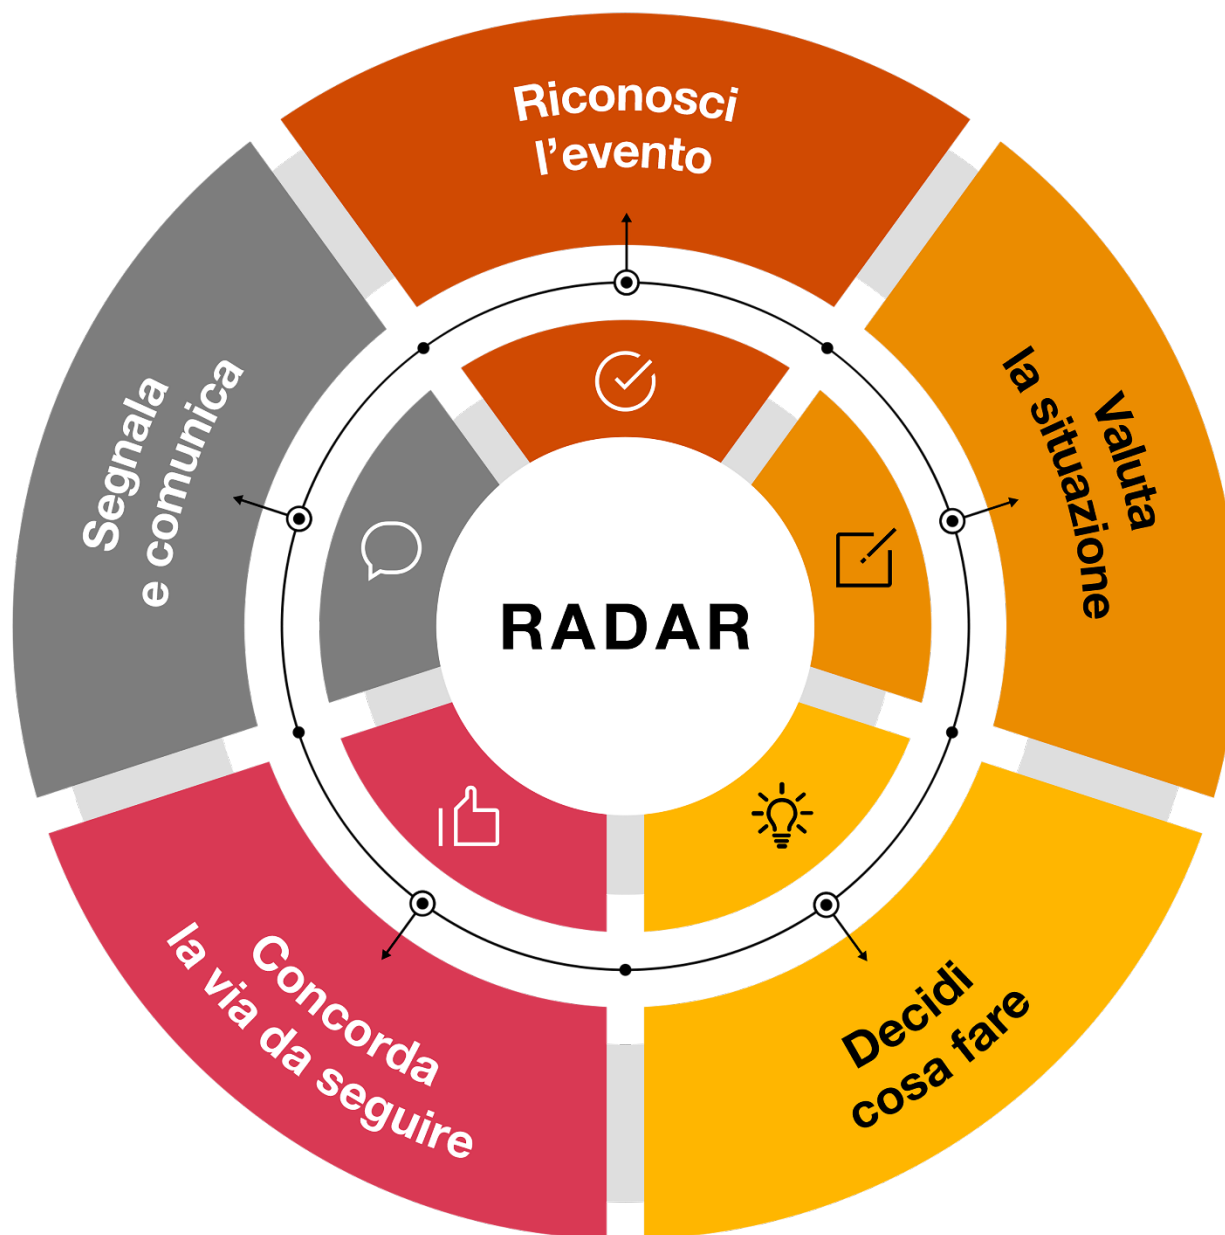 Riconosci
l’evento
Valuta
la situazione
Decidi
cosa fare
Concorda
la via da seguire
Segnala
e comunica
RADAR